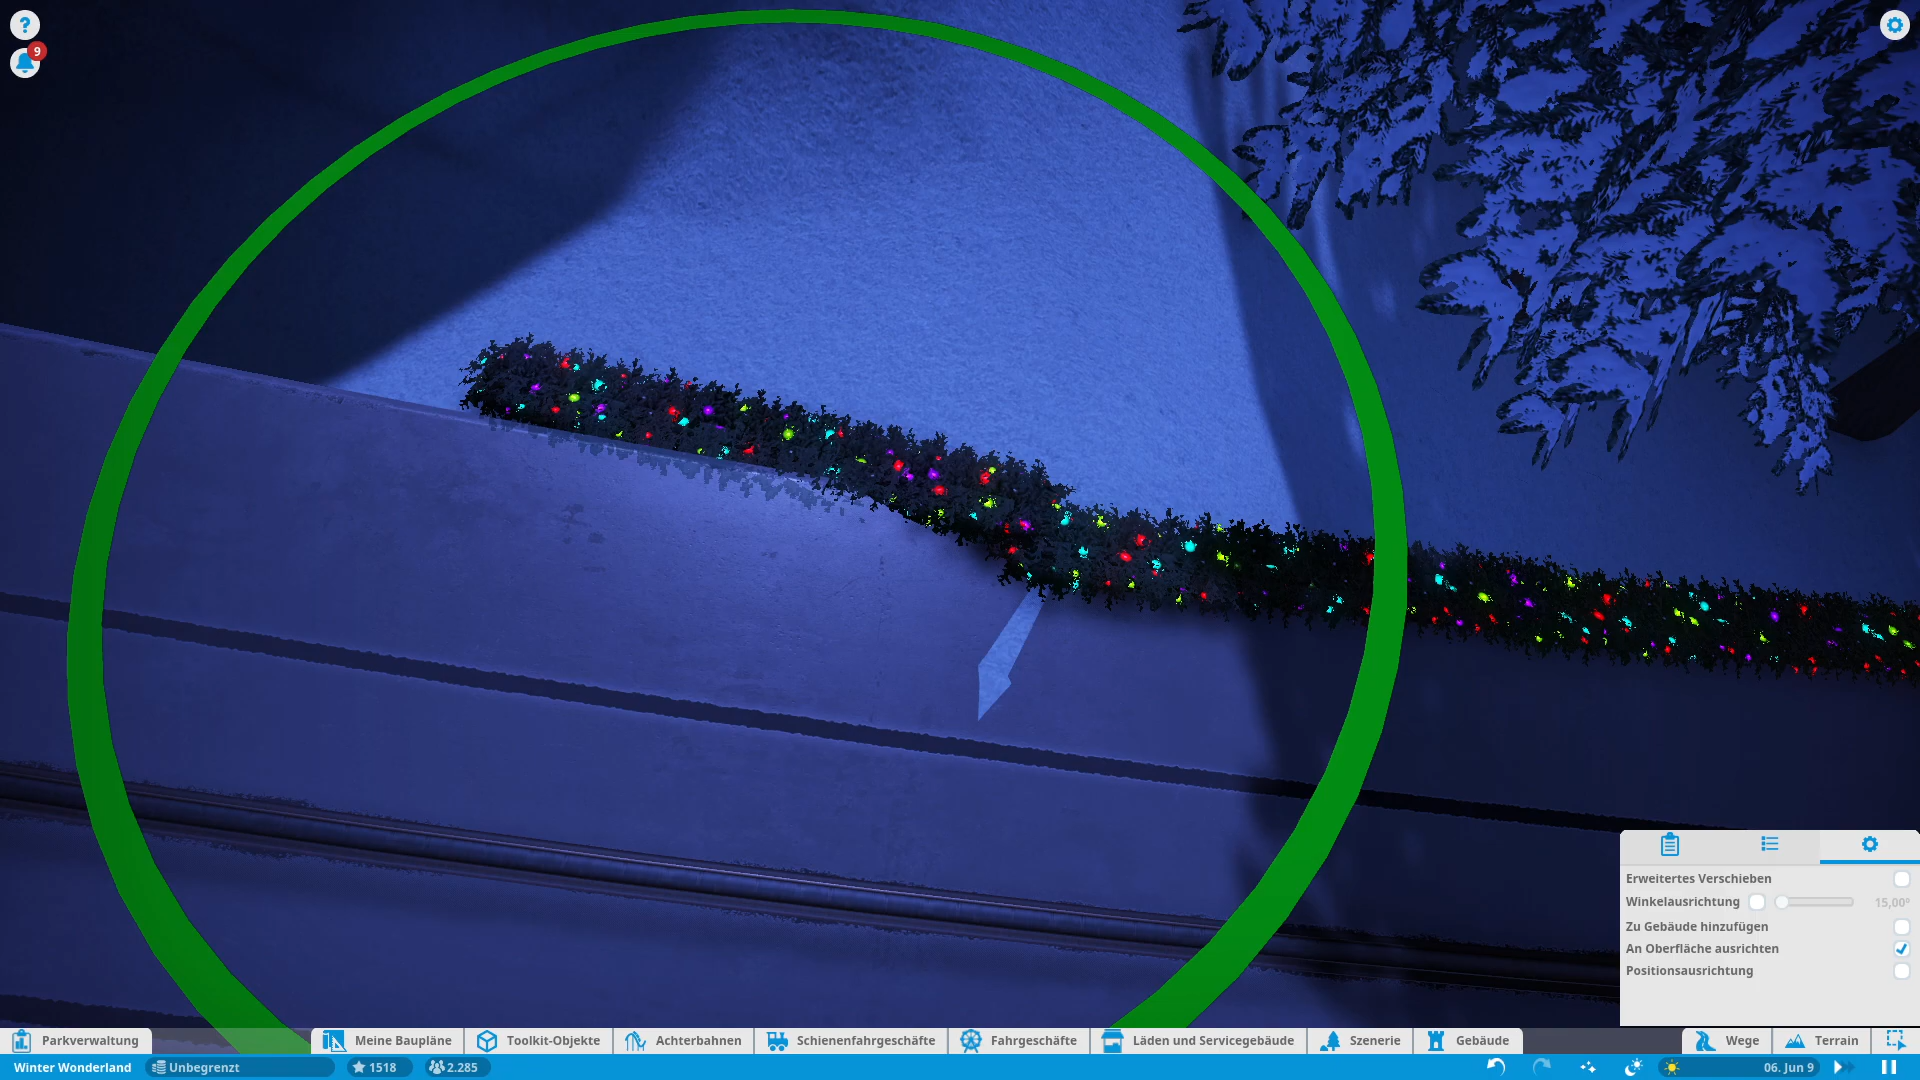 ?
9
Erweitertes Verschieben
Winkelausrichtung 15,00°
Zu Gebäude hinzufügen
An Oberfläche ausrichten
Positionsausrichtung
Parkverwaltung Meine Baupläne Toolkit-Objekte Achterbahnen Schienenfahrgeschäfte Fahrgeschäfte Läden und Servicegebäude Szenerie Gebäude Wege Terrain
Winter Wonderland Unbegrenzt 1518 2.285 06. Jun 9